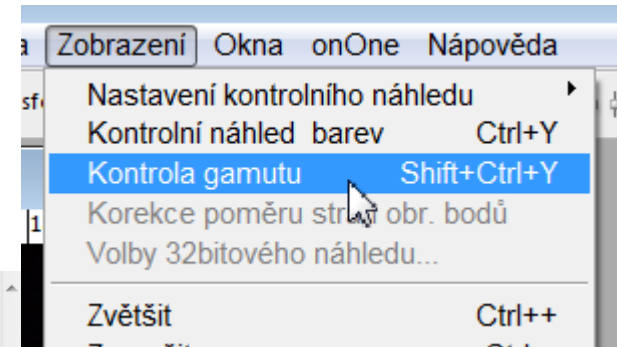 Zobrazení Okna onOne Nápověda
Nastavení kontrolního náhledu
Kontrolní náhled barev Ctrl+Y
Kontrola gamutu Shift+Ctrl+Y
Korekce poměru stran obr. bodů
Volby 32bitového náhledu...
Zvětšit Ctrl++